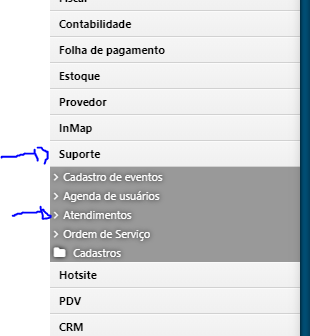 Fiscal
Contabilidade
Folha de pagamento
Estoque
Provedor
InMap
Suporte
Cadastro de eventos
Agenda de usuários
Atendimentos
Ordem de Serviço
Cadastros
Hotsite
PDV
CRM